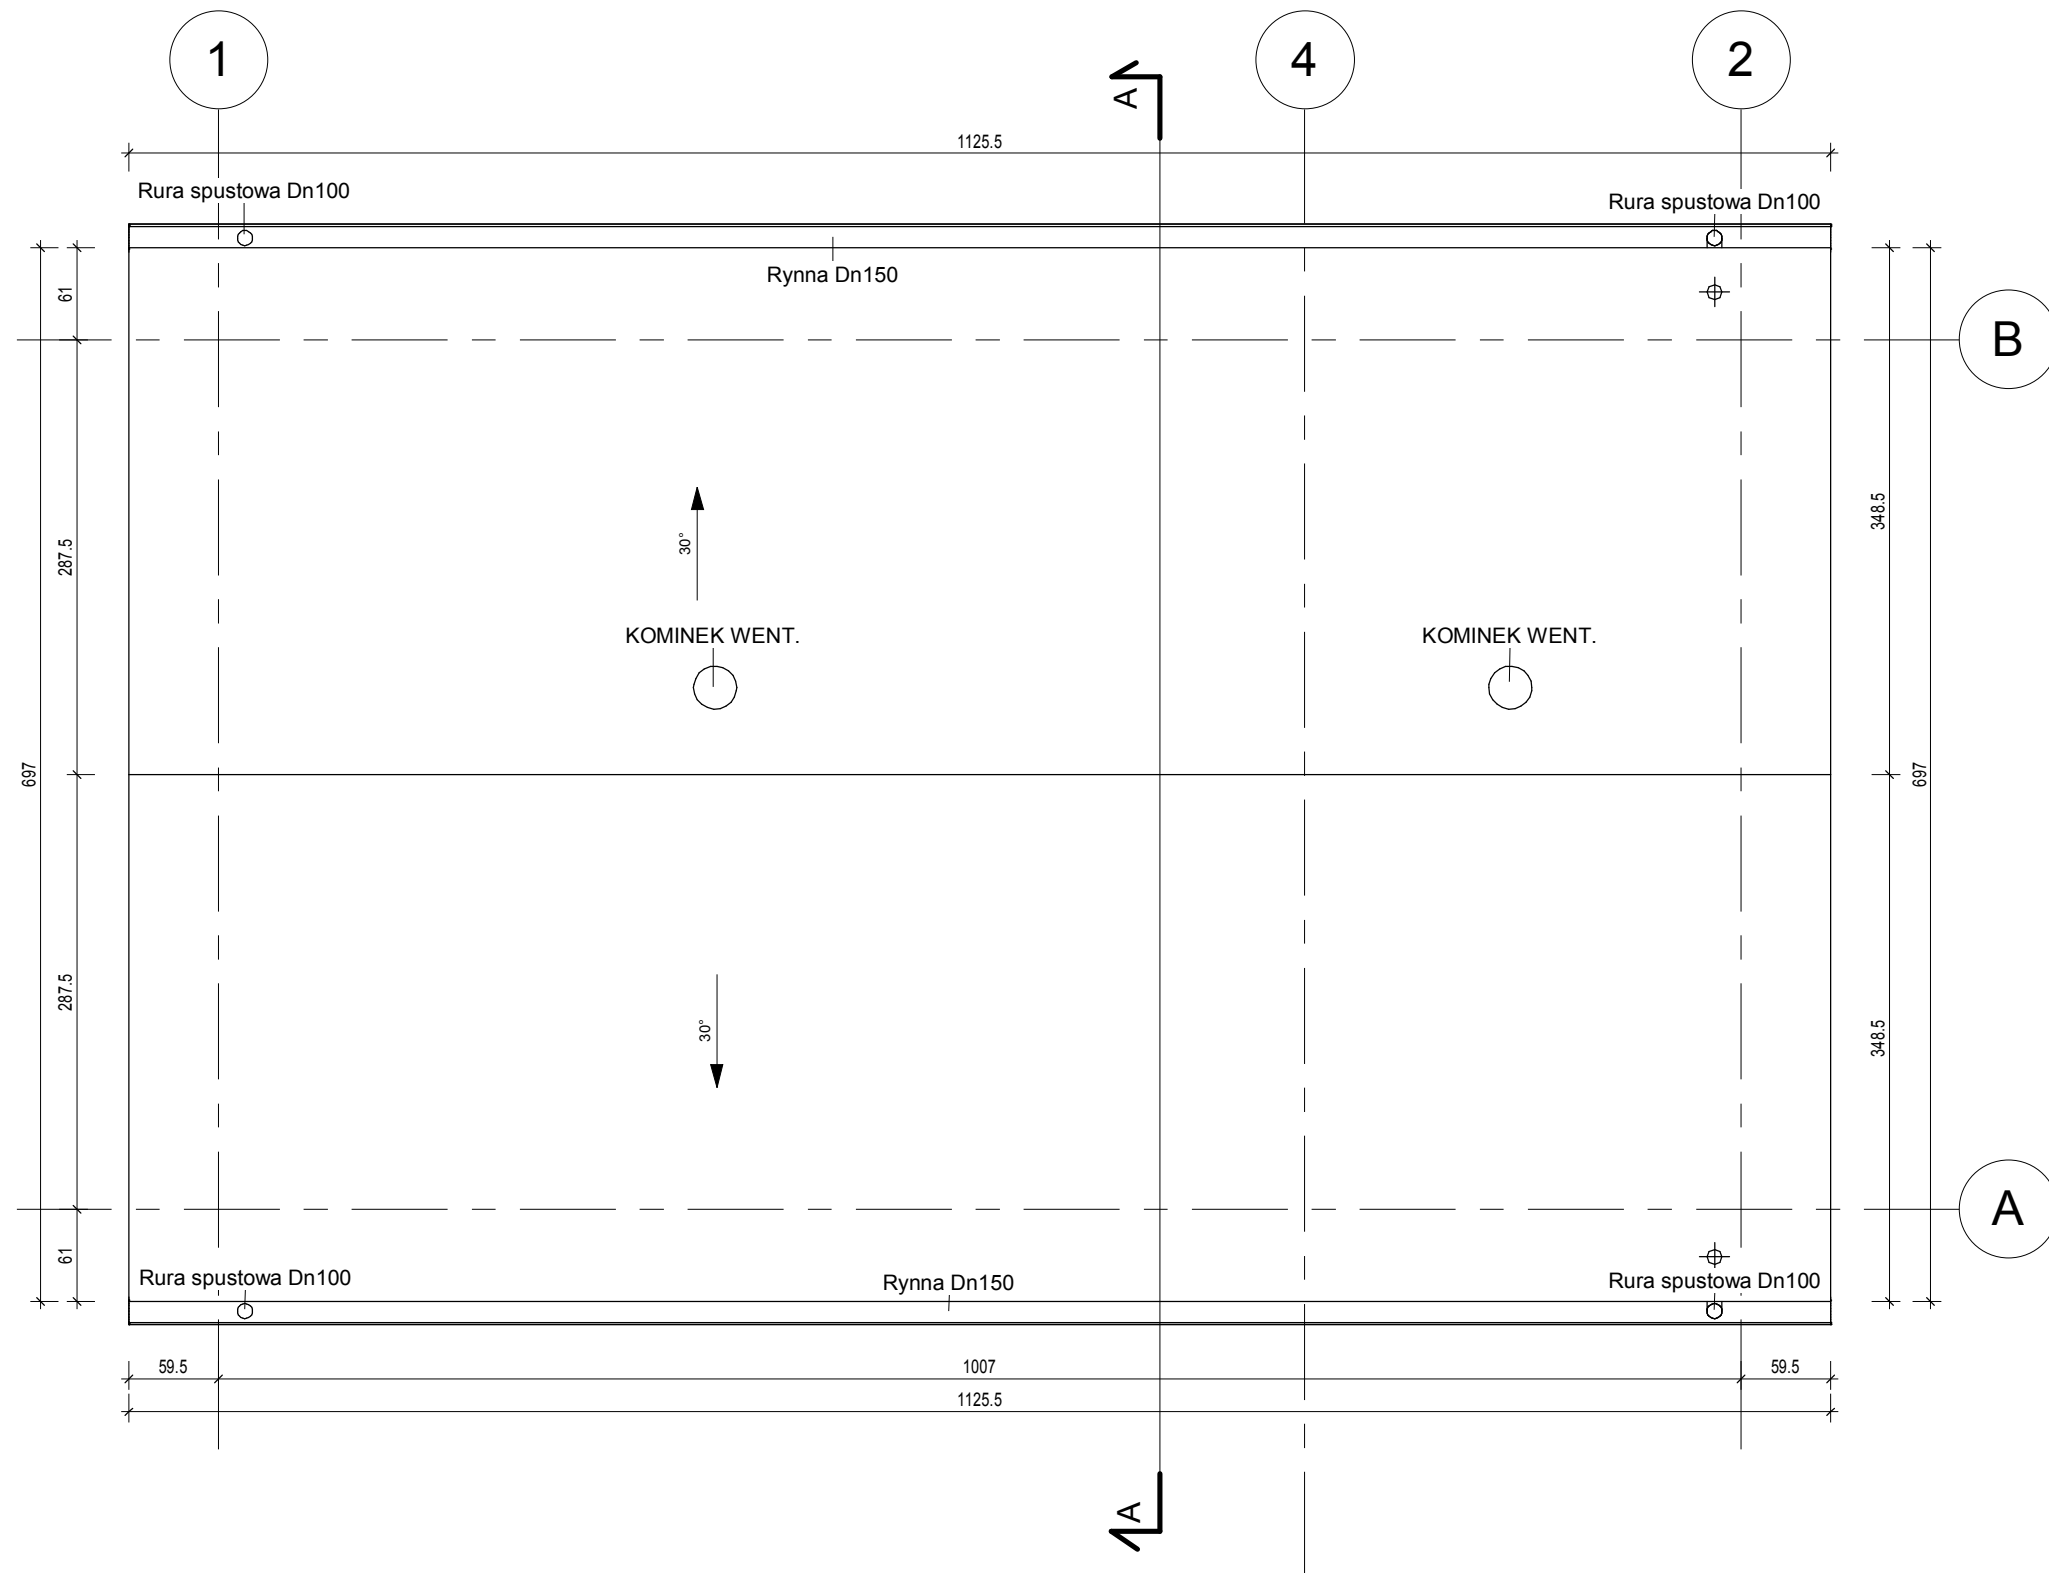 1
4
2
A
1125.5
Rura spustowa Dn100
Rura spustowa Dn100
Rynna Dn150
61
B
287.5
30°
348.5
KOMINEK WENT.
KOMINEK WENT.
697
697
287.5
30°
348.5
A
61
Rura spustowa Dn100
Rynna Dn150
Rura spustowa Dn100
59.5
1007
59.5
1125.5
A